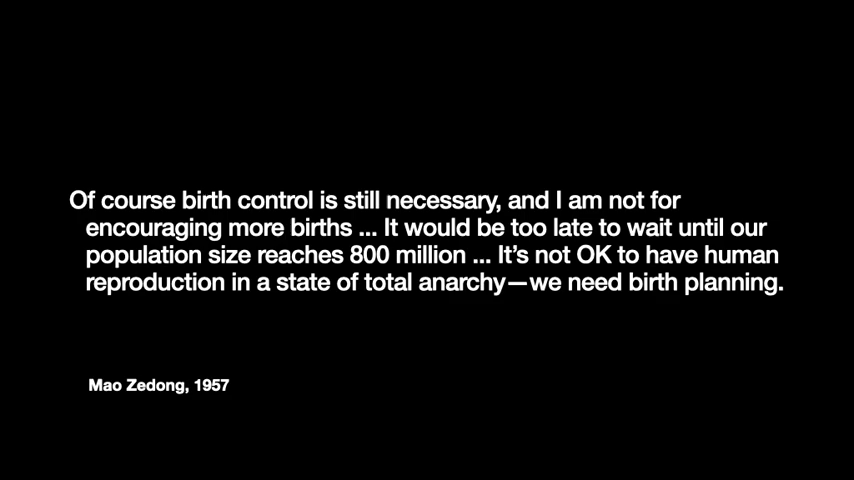 Of course birth control is still necessary, and I am not for
encouraging more births ... It would be too late to wait until our
population size reaches 800 million ... It’s not OK to have human
reproduction in a state of total anarchy—we need birth planning.
Mao Zedong, 1957